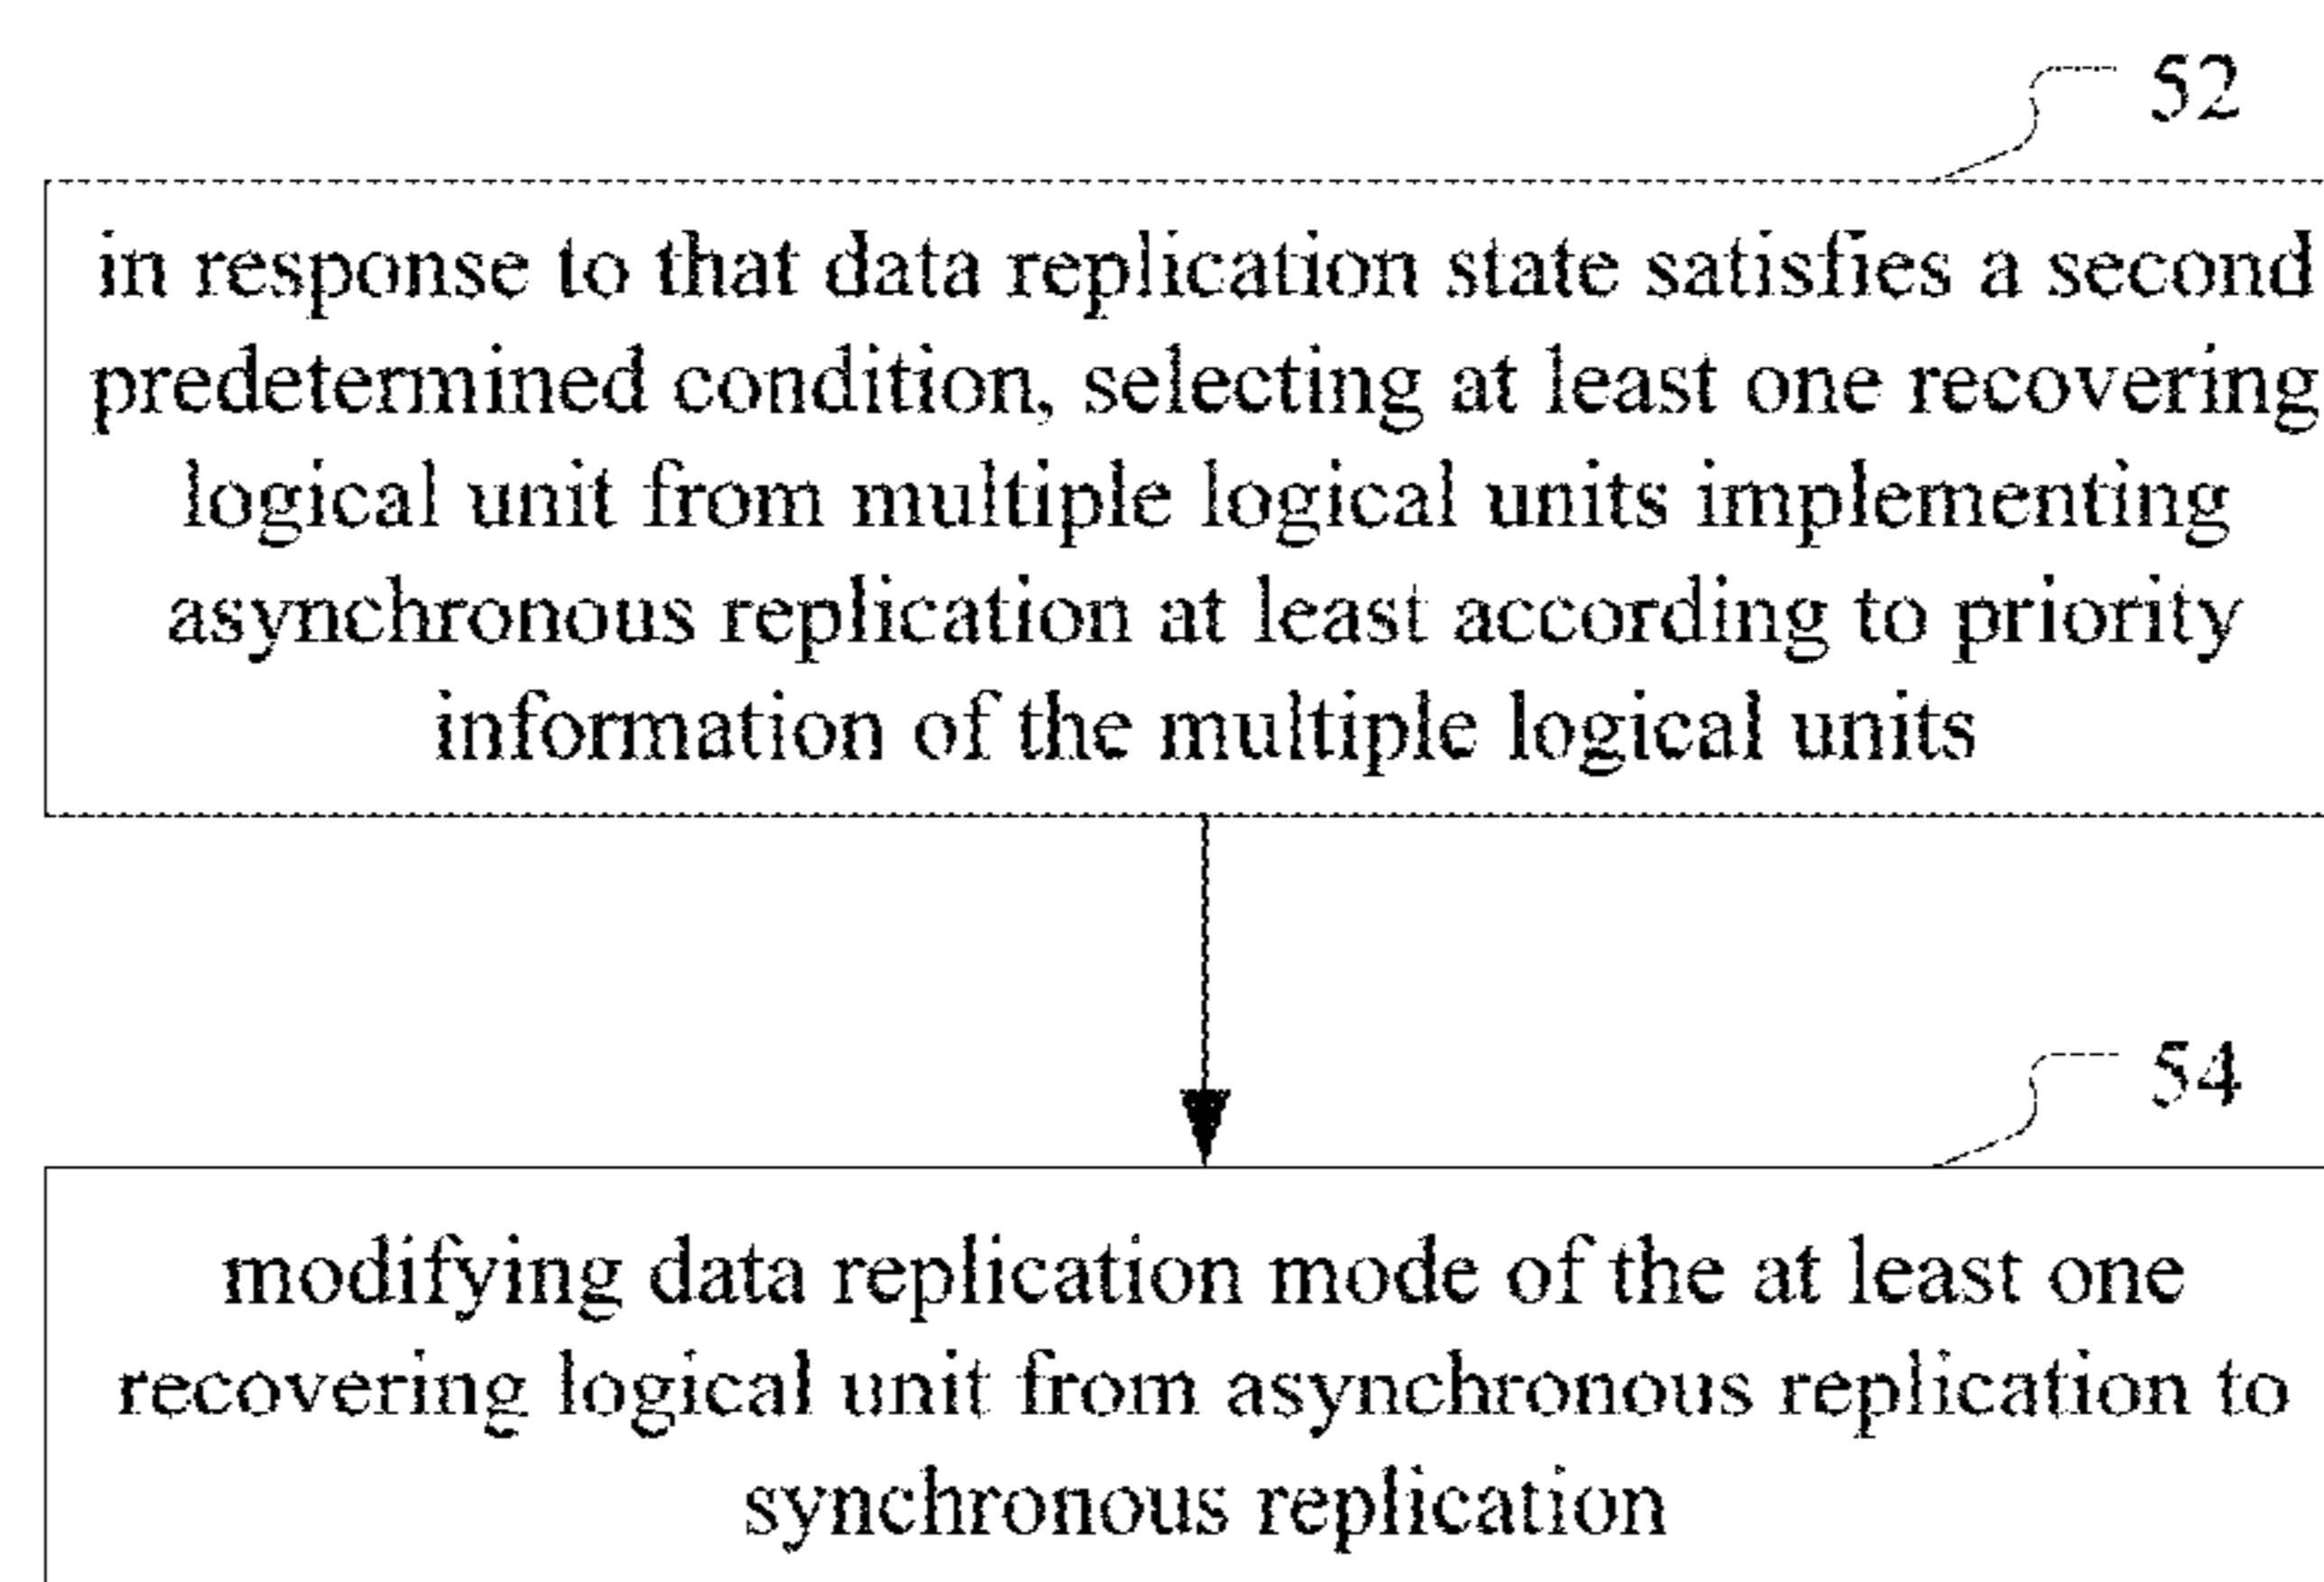 52
in response to that data replication state satisfies a second
predetermined condition, selecting at least one recovering
logical unit from multiple logical units implementing
asynchronous replication at least according to priority
information of the multiple logical units
54
modifying data replication mode of the at least one
recovering logical unit from asynchronous replication to
synchronous replication